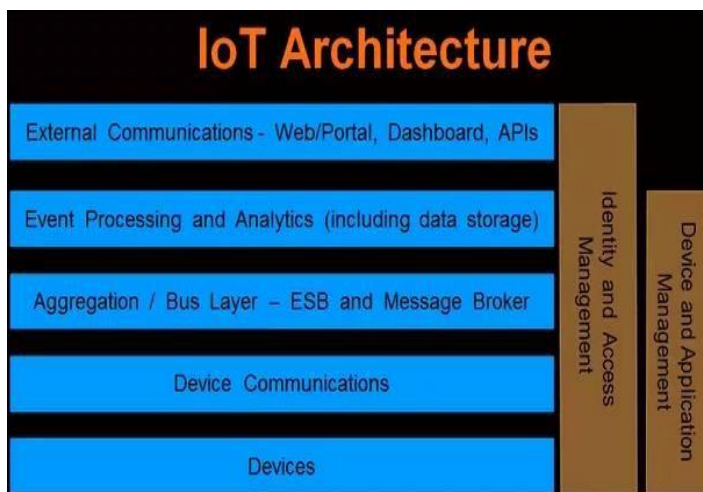 IoT Architecture
External Communications - Web/Portal, Dashboard, APIs
Event Processing and Analytics (including data storage)
Aggregation / Bus Layer – ESB and Message Broker
Device Communications
Devices
Identity and Access
Management
Device and Application
Management